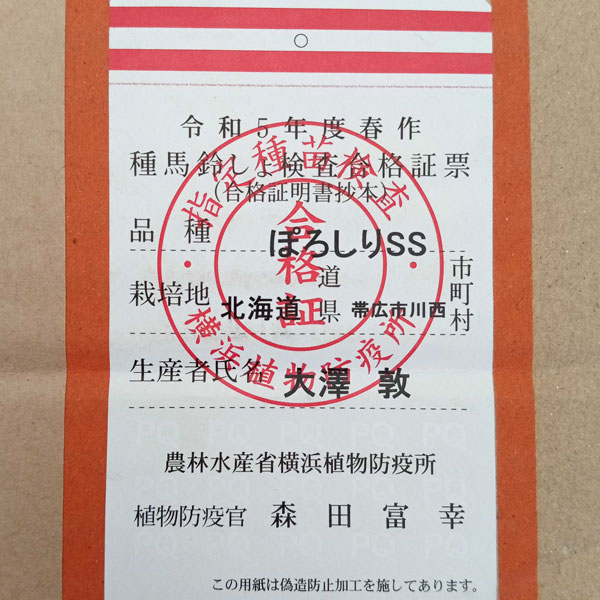 令和5年度春作
種馬鈴しょ検査合格証票
(合格証明書抄本)
品種 ぽろしりSS
栽培地 北海道 道県 帯広市川西 市町村
生産者氏名 大澤 敦
指定種苗検査
合格証
横浜植物防疫所
農林水産省横浜植物防疫所
植物防疫官 森田富幸
この用紙は偽造防止加工を施してあります。
PQ PQ PQ PQ